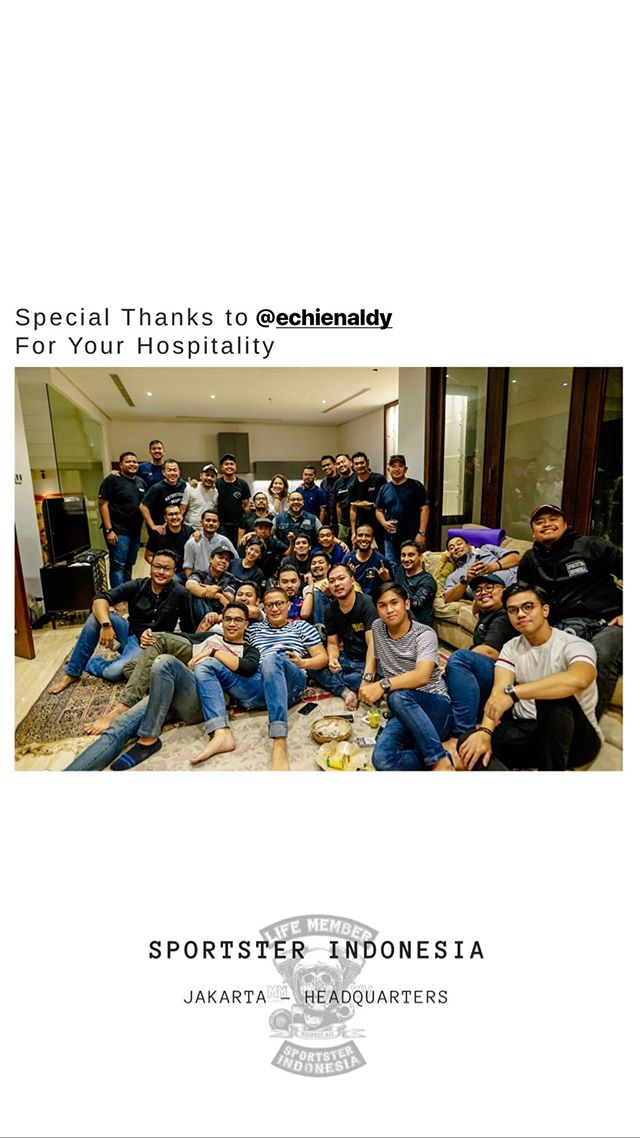 Special Thanks to @echienaldy
For Your Hospitality
LIFE MEMBER
SPORTSTER INDONESIA
JAKARTA – HEADQUARTERS
SPORTSTER
INDONESIA